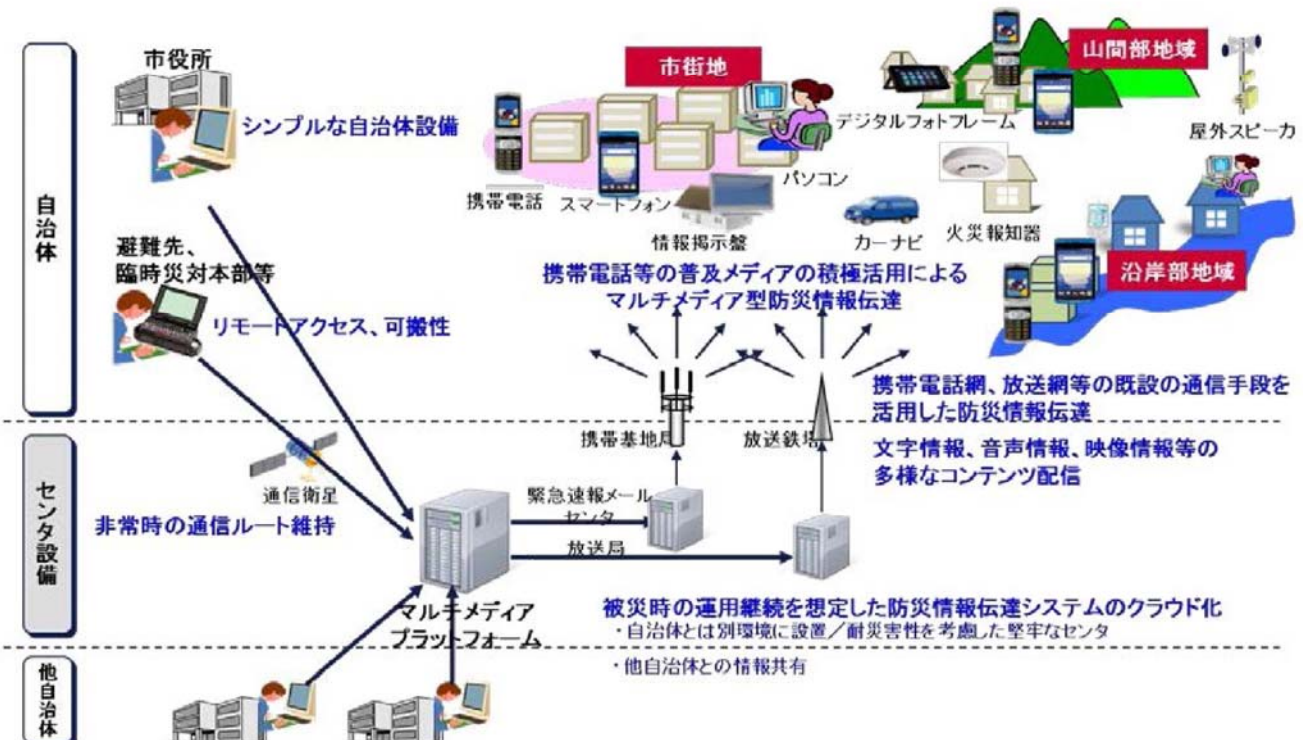 自治体
市役所
シンプルな自治体設備
避難先、
臨時災対本部等
リモートアクセス、可搬性
市街地
携帯電話
スマートフォン
パソコン
情報掲示盤
山間部地域
デジタルフォトフレーム
屋外スピーカ
カーナビ
火災報知器
沿岸部地域
携帯電話等の普及メディアの積極活用による
マルチメディア型防災情報伝達
携帯電話網、放送網等の既設の通信手段を
活用した防災情報伝達
携帯基地局
放送鉄塔
文字情報、音声情報、映像情報等の
多様なコンテンツ配信
センタ設備
通信衛星
非常時の通信ルート維持
緊急速報メール
センタ
放送局
マルチメディア
プラットフォーム
被災時の運用継続を想定した防災情報伝達システムのクラウド化
・自治体とは別環境に設置／耐災害性を考慮した堅牢なセンタ
・他自治体との情報共有
他自治体